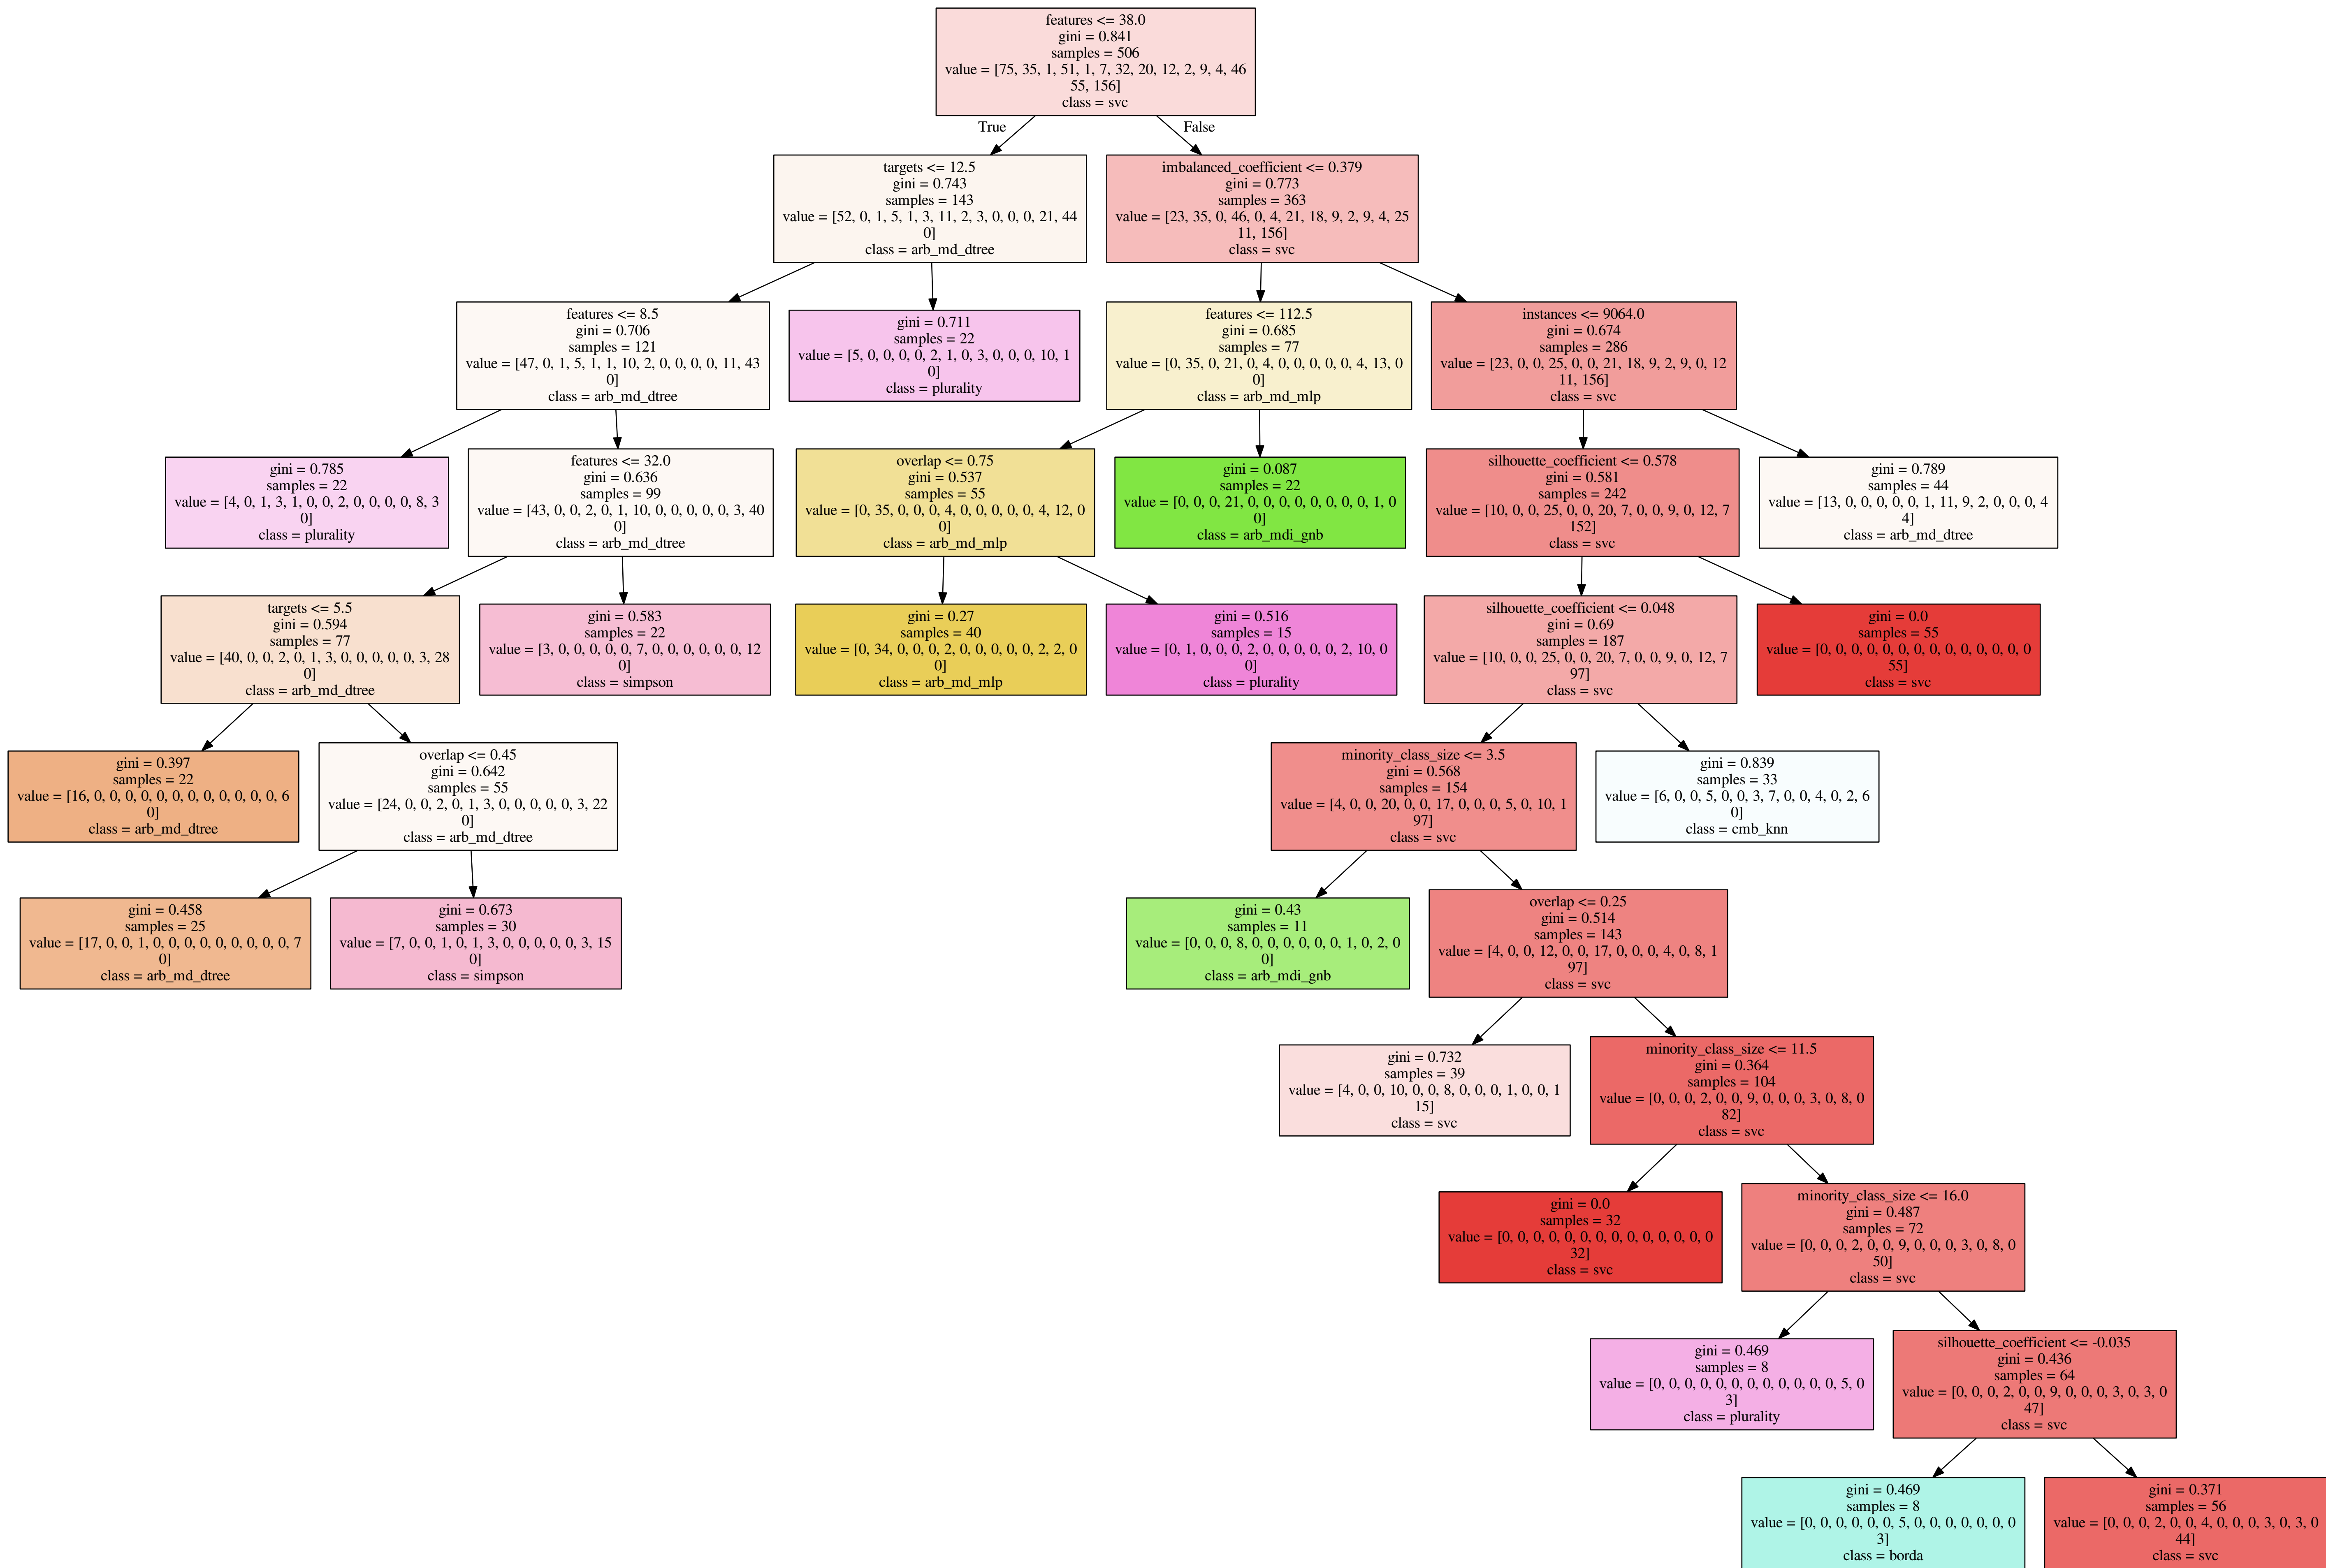 features <= 38.0
gini = 0.841
samples = 506
value = [75, 35, 1, 51, 1, 7, 32, 20, 12, 2, 9, 4, 46
55, 156]
class = svc
True
False
targets <= 12.5
gini = 0.743
samples = 143
value = [52, 0, 1, 5, 1, 3, 11, 2, 3, 0, 0, 0, 21, 44
0]
class = arb_md_dtree
imbalanced_coefficient <= 0.379
gini = 0.773
samples = 363
value = [23, 35, 0, 46, 0, 4, 21, 18, 9, 2, 9, 4, 25
11, 156]
class = svc
features <= 8.5
gini = 0.706
samples = 121
value = [47, 0, 1, 5, 1, 1, 10, 2, 0, 0, 0, 0, 11, 43
0]
class = arb_md_dtree
gini = 0.711
samples = 22
value = [5, 0, 0, 0, 0, 2, 1, 0, 3, 0, 0, 0, 10, 1
0]
class = plurality
features <= 112.5
gini = 0.685
samples = 77
value = [0, 35, 0, 21, 0, 4, 0, 0, 0, 0, 0, 4, 13, 0
0]
class = arb_md_mlp
instances <= 9064.0
gini = 0.674
samples = 286
value = [23, 0, 0, 25, 0, 0, 21, 18, 9, 2, 9, 0, 12
11, 156]
class = svc
gini = 0.785
samples = 22
value = [4, 0, 1, 3, 1, 0, 0, 2, 0, 0, 0, 0, 8, 3
0]
class = plurality
features <= 32.0
gini = 0.636
samples = 99
value = [43, 0, 0, 2, 0, 1, 10, 0, 0, 0, 0, 0, 3, 40
0]
class = arb_md_dtree
overlap <= 0.75
gini = 0.537
samples = 55
value = [0, 35, 0, 0, 0, 4, 0, 0, 0, 0, 0, 4, 12, 0
0]
class = arb_md_mlp
gini = 0.087
samples = 22
value = [0, 0, 0, 21, 0, 0, 0, 0, 0, 0, 0, 0, 1, 0
0]
class = arb_mdi_gnb
silhouette_coefficient <= 0.578
gini = 0.581
samples = 242
value = [10, 0, 0, 25, 0, 0, 20, 7, 0, 0, 9, 0, 12, 7
152]
class = svc
gini = 0.789
samples = 44
value = [13, 0, 0, 0, 0, 0, 1, 11, 9, 2, 0, 0, 0, 4
4]
class = arb_md_dtree
targets <= 5.5
gini = 0.594
samples = 77
value = [40, 0, 0, 2, 0, 1, 3, 0, 0, 0, 0, 0, 3, 28
0]
class = arb_md_dtree
gini = 0.583
samples = 22
value = [3, 0, 0, 0, 0, 0, 7, 0, 0, 0, 0, 0, 0, 12
0]
class = simpson
gini = 0.27
samples = 40
value = [0, 34, 0, 0, 0, 2, 0, 0, 0, 0, 0, 2, 2, 0
0]
class = arb_md_mlp
gini = 0.516
samples = 15
value = [0, 1, 0, 0, 0, 2, 0, 0, 0, 0, 0, 2, 10, 0
0]
class = plurality
silhouette_coefficient <= 0.048
gini = 0.69
samples = 187
value = [10, 0, 0, 25, 0, 0, 20, 7, 0, 0, 9, 0, 12, 7
97]
class = svc
gini = 0.0
samples = 55
value = [0, 0, 0, 0, 0, 0, 0, 0, 0, 0, 0, 0, 0, 0
55]
class = svc
gini = 0.397
samples = 22
value = [16, 0, 0, 0, 0, 0, 0, 0, 0, 0, 0, 0, 0, 6
0]
class = arb_md_dtree
overlap <= 0.45
gini = 0.642
samples = 55
value = [24, 0, 0, 2, 0, 1, 3, 0, 0, 0, 0, 0, 3, 22
0]
class = arb_md_dtree
minority_class_size <= 3.5
gini = 0.568
samples = 154
value = [4, 0, 0, 20, 0, 0, 17, 0, 0, 0, 5, 0, 10, 1
97]
class = svc
gini = 0.839
samples = 33
value = [6, 0, 0, 5, 0, 0, 3, 7, 0, 0, 4, 0, 2, 6
0]
class = cmb_knn
gini = 0.458
samples = 25
value = [17, 0, 0, 1, 0, 0, 0, 0, 0, 0, 0, 0, 0, 7
0]
class = arb_md_dtree
gini = 0.673
samples = 30
value = [7, 0, 0, 1, 0, 1, 3, 0, 0, 0, 0, 0, 3, 15
0]
class = simpson
gini = 0.43
samples = 11
value = [0, 0, 0, 8, 0, 0, 0, 0, 0, 0, 1, 0, 2, 0
0]
class = arb_mdi_gnb
overlap <= 0.25
gini = 0.514
samples = 143
value = [4, 0, 0, 12, 0, 0, 17, 0, 0, 0, 4, 0, 8, 1
97]
class = svc
gini = 0.732
samples = 39
value = [4, 0, 0, 10, 0, 0, 8, 0, 0, 0, 1, 0, 0, 1
15]
class = svc
minority_class_size <= 11.5
gini = 0.364
samples = 104
value = [0, 0, 0, 2, 0, 0, 9, 0, 0, 0, 3, 0, 8, 0
82]
class = svc
gini = 0.0
samples = 32
value = [0, 0, 0, 0, 0, 0, 0, 0, 0, 0, 0, 0, 0, 0
32]
class = svc
minority_class_size <= 16.0
gini = 0.487
samples = 72
value = [0, 0, 0, 2, 0, 0, 9, 0, 0, 0, 3, 0, 8, 0
50]
class = svc
gini = 0.469
samples = 8
value = [0, 0, 0, 0, 0, 0, 0, 0, 0, 0, 0, 0, 5, 0
3]
class = plurality
silhouette_coefficient <= -0.035
gini = 0.436
samples = 64
value = [0, 0, 0, 2, 0, 0, 9, 0, 0, 0, 3, 0, 3, 0
47]
class = svc
gini = 0.469
samples = 8
value = [0, 0, 0, 0, 0, 0, 5, 0, 0, 0, 0, 0, 0, 0
3]
class = borda
gini = 0.371
samples = 56
value = [0, 0, 0, 2, 0, 0, 4, 0, 0, 0, 3, 0, 3, 0
44]
class = svc